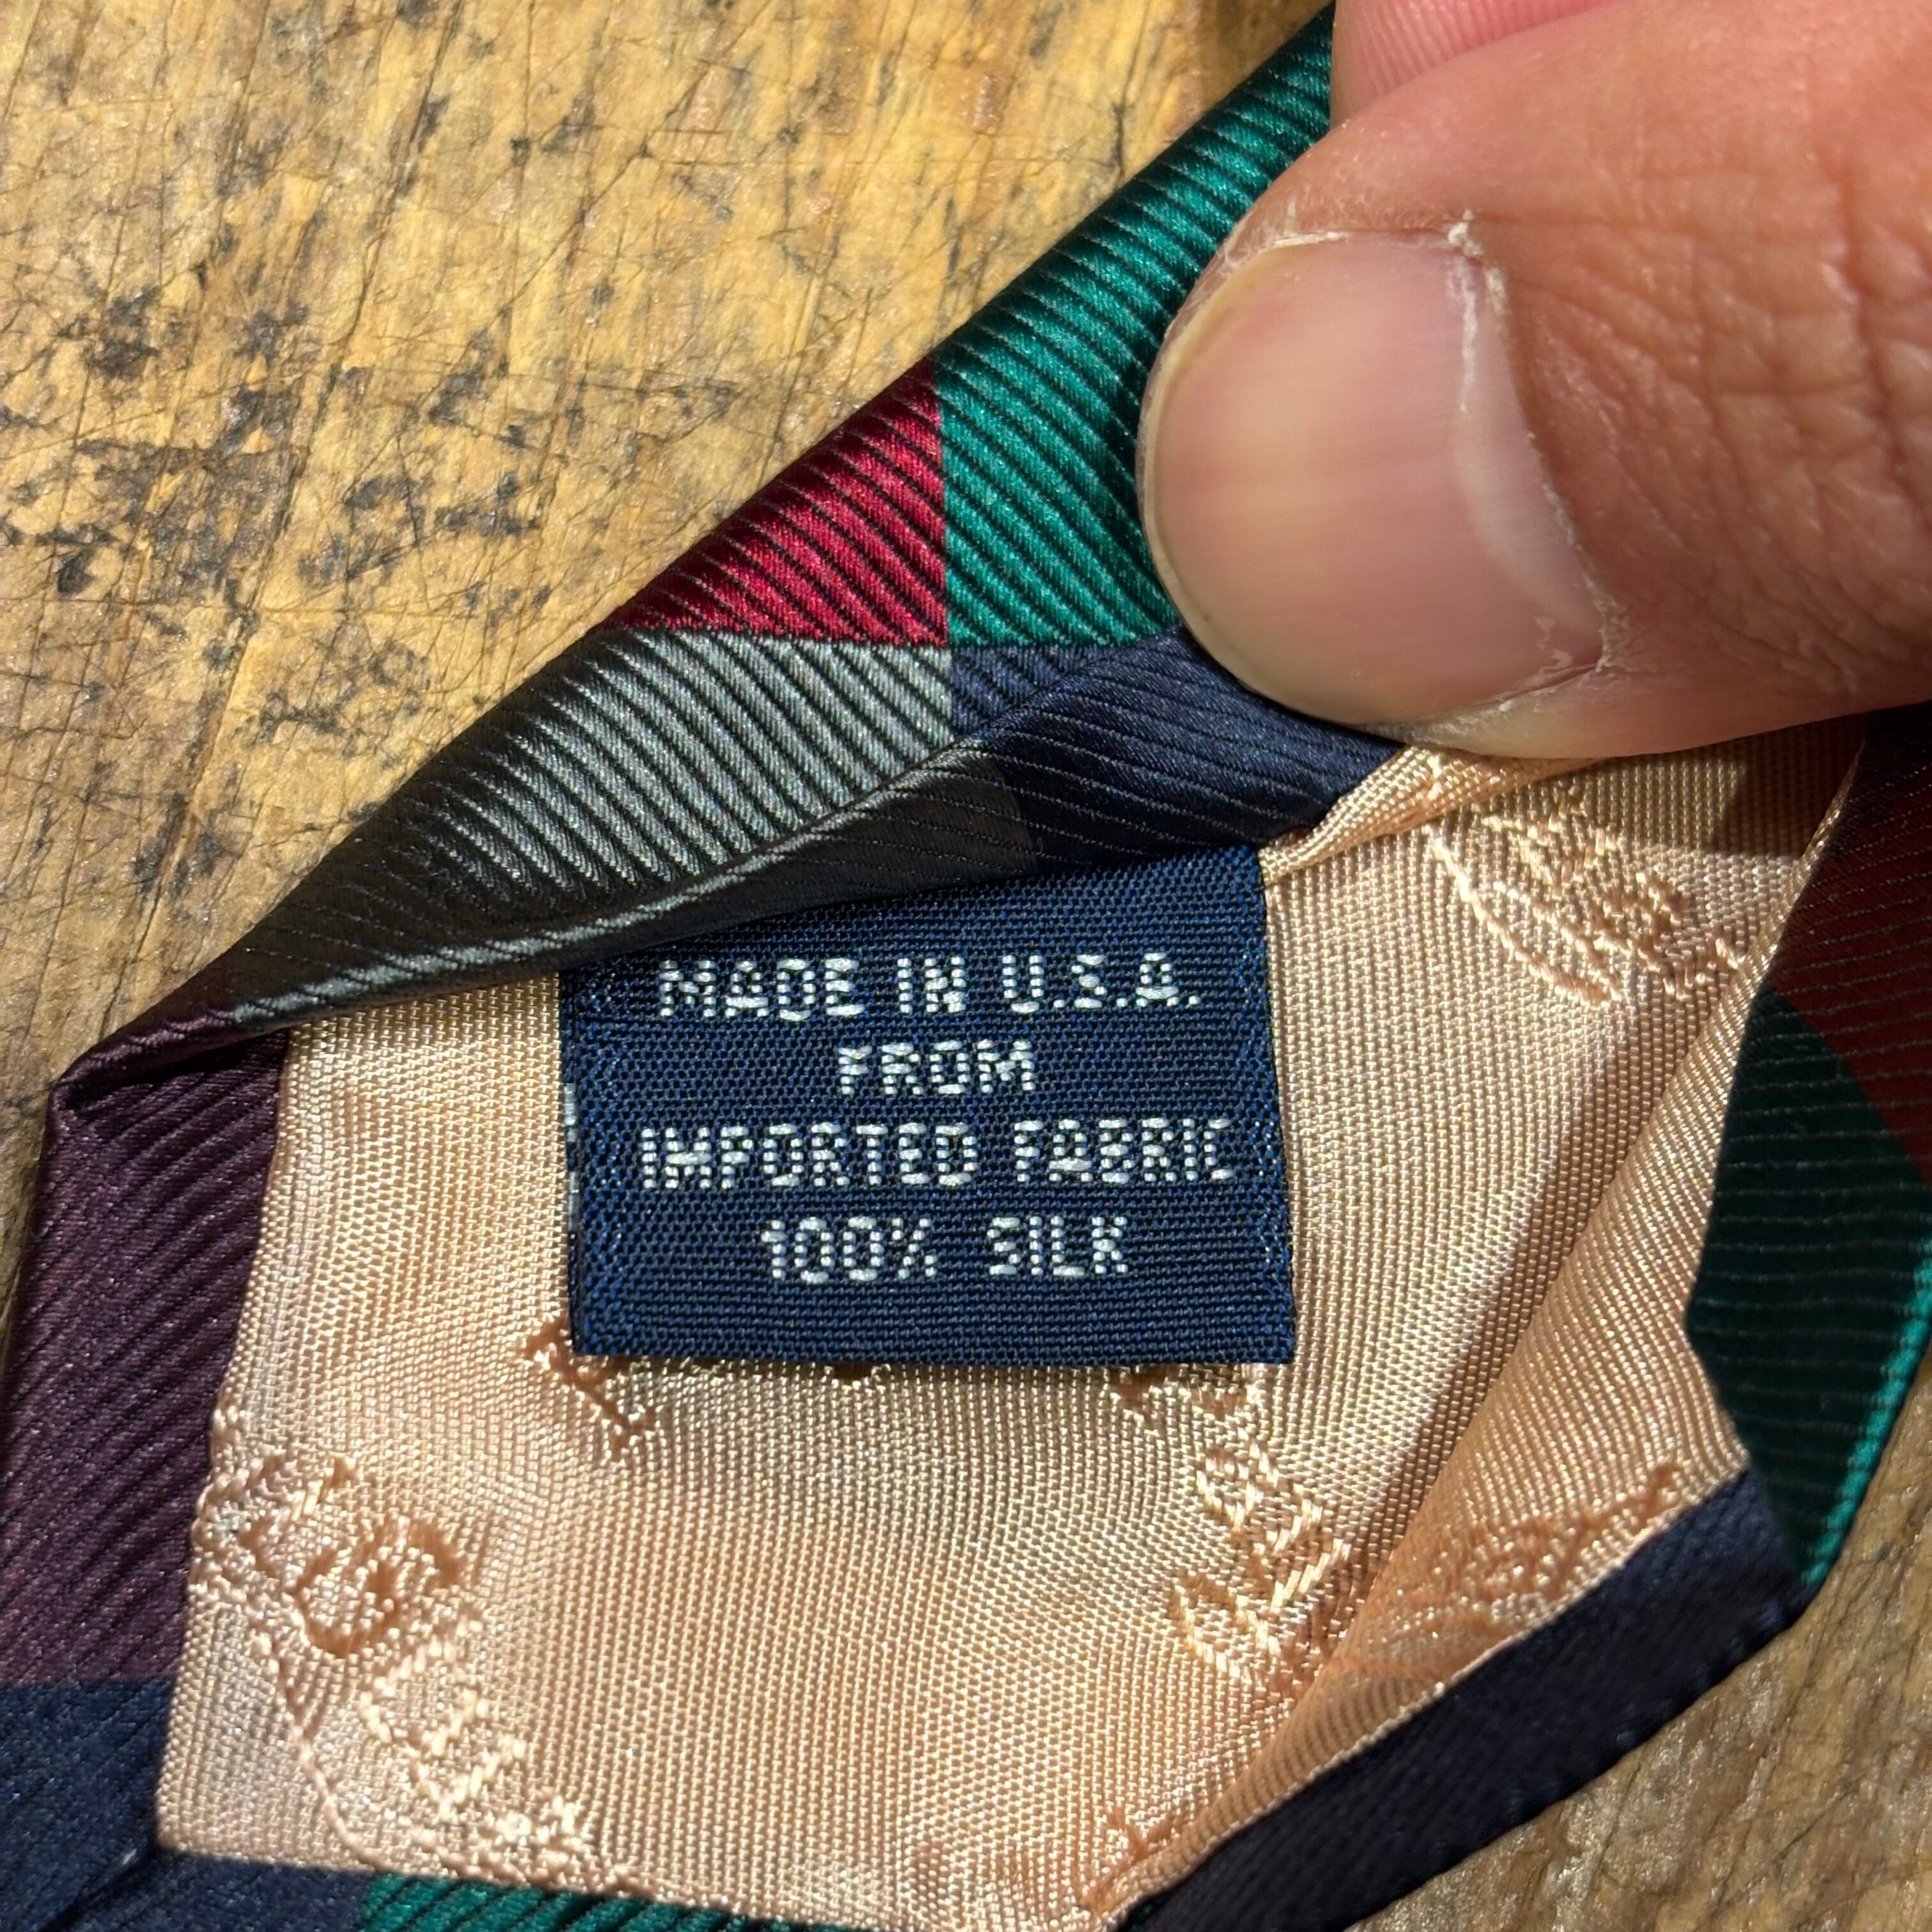 MADE IN U.S.A.
FROM
IMPORTED FABRIC
100% SILK